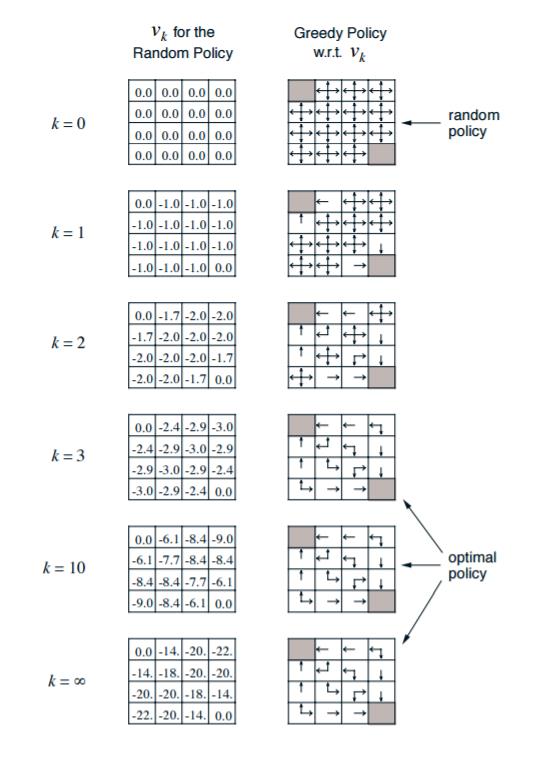 v_k for the
Random Policy
Greedy Policy
w.r.t. v_k
k = 0
0.0 0.0 0.0 0.0
0.0 0.0 0.0 0.0
0.0 0.0 0.0 0.0
0.0 0.0 0.0 0.0
random
policy
k = 1
0.0 -1.0 -1.0 -1.0
-1.0 -1.0 -1.0 -1.0
-1.0 -1.0 -1.0 -1.0
-1.0 -1.0 -1.0 0.0
k = 2
0.0 -1.7 -2.0 -2.0
-1.7 -2.0 -2.0 -2.0
-2.0 -2.0 -2.0 -1.7
-2.0 -2.0 -1.7 0.0
k = 3
0.0 -2.4 -2.9 -3.0
-2.4 -2.9 -3.0 -2.9
-2.9 -3.0 -2.9 -2.4
-3.0 -2.9 -2.4 0.0
k = 10
0.0 -6.1 -8.4 -9.0
-6.1 -7.7 -8.4 -8.4
-8.4 -8.4 -7.7 -6.1
-9.0 -8.4 -6.1 0.0
optimal
policy
k = ∞
0.0 -14. -20. -22.
-14. -18. -20. -20.
-20. -20. -18. -14.
-22. -20. -14. 0.0